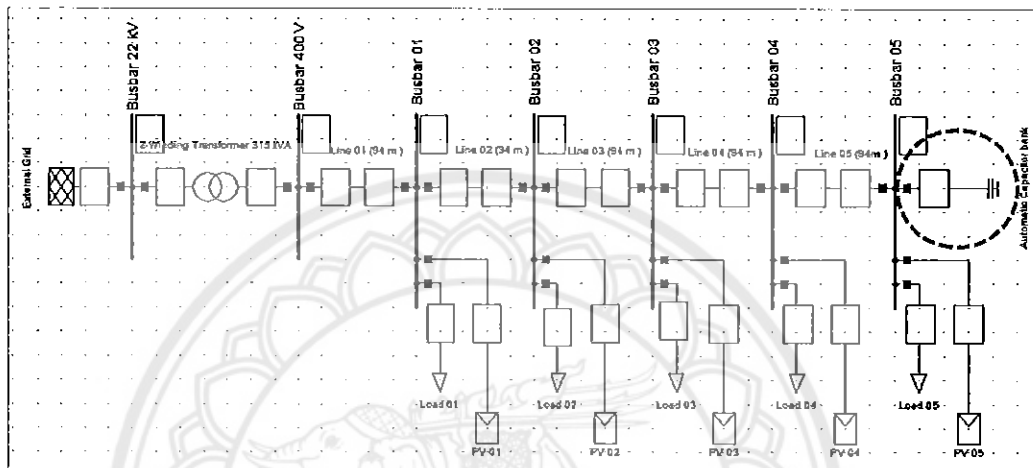 External Grid
Busbar 22 kV
2-Winding Transformer 315 kVA
Busbar 400 V
Line 01 (94 m )
Busbar 01
Line 02 (94 m )
Busbar 02
Line 03 (94 m )
Busbar 03
Line 04 (94 m )
Busbar 04
Line 05 (94m )
Busbar 05
Automatic Capacitor bank
Load 01
Load 02
Load 03
Load 04
Load 05
PV 01
PV 02
PV 03
PV 04
PV 05